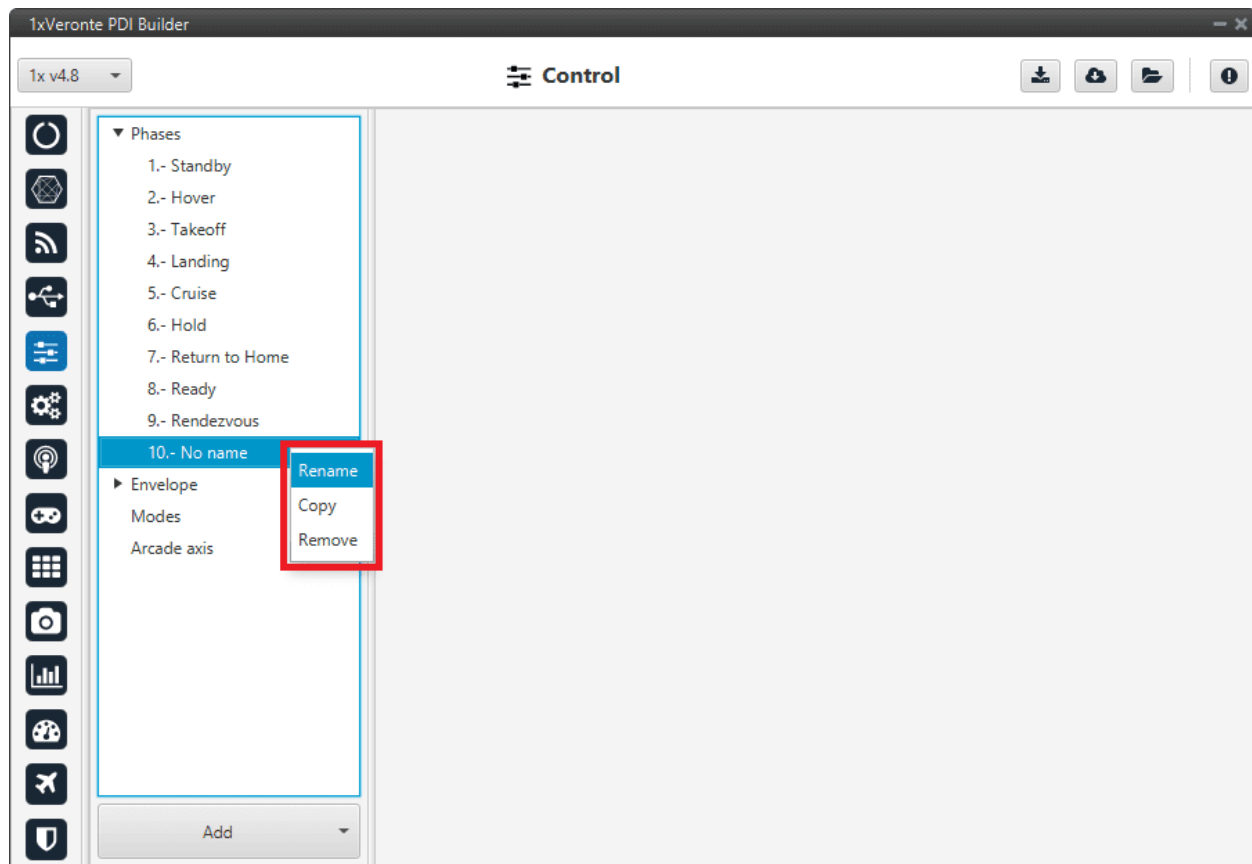 1xVeronte PDI Builder
1x v4.8
Control
Phases
1.- Standby
2.- Hover
3.- Takeoff
4.- Landing
5.- Cruise
6.- Hold
7.- Return to Home
8.- Ready
9.- Rendezvous
10.- No name
Rename
Envelope
Copy
Modes
Remove
Arcade axis
Add